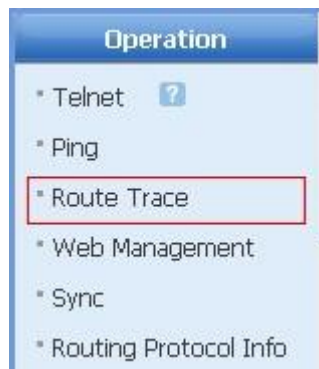 Operation
Telnet ?
Ping
Route Trace
Web Management
Sync
Routing Protocol Info